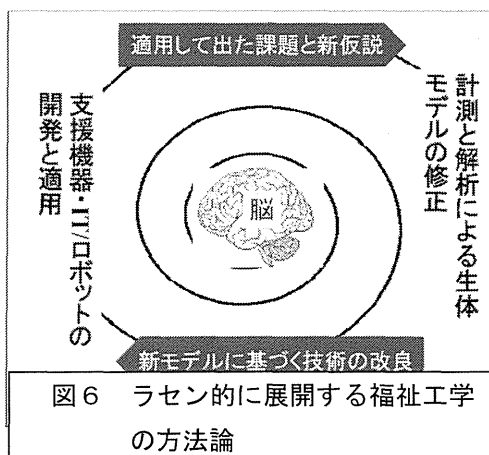 適用して出た課題と新仮説
計測と解析による生体
モデルの修正
支援機器・IT/ロボットの
開発と適用
脳
新モデルに基づく技術の改良
図6 ラセン的に展開する福祉工学
の方法論